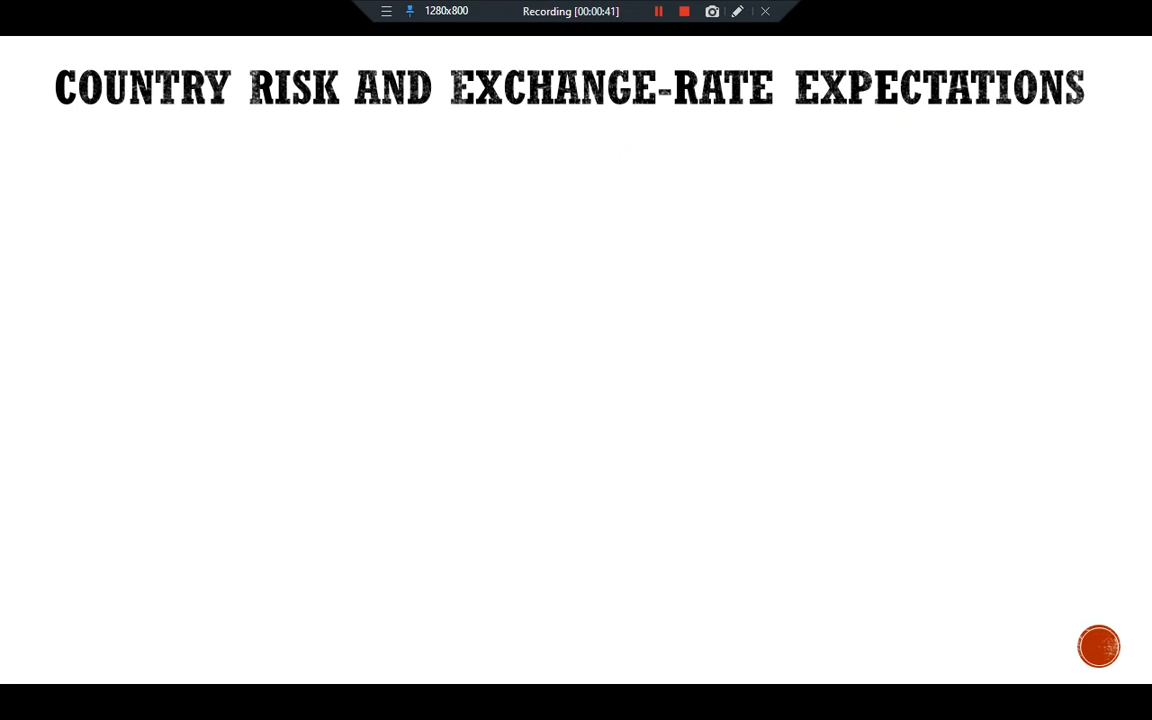 1280x800 Recording [00:00:41]
COUNTRY RISK AND EXCHANGE-RATE EXPECTATIONS